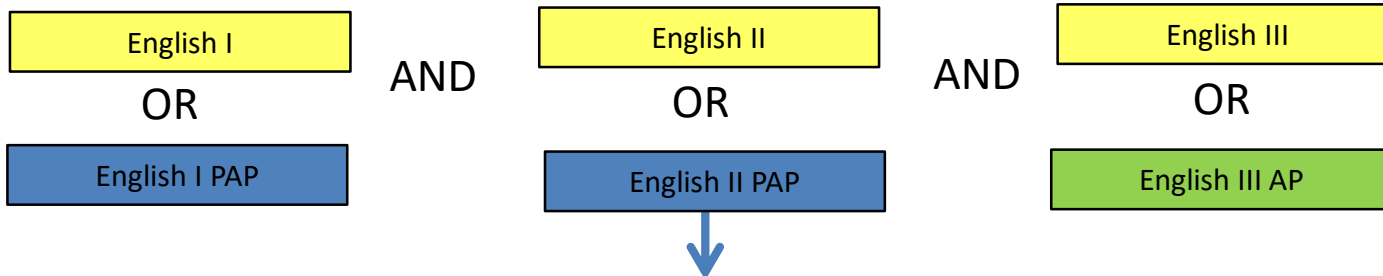 English I
OR
English I PAP
AND
English II
OR
English II PAP
AND
English III
OR
English III AP